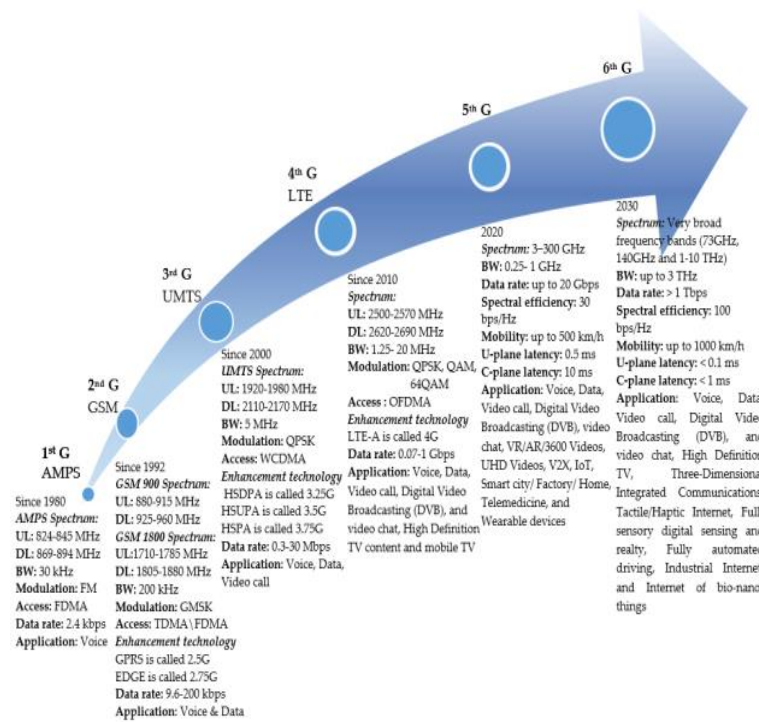 1st G
AMPS
Since 1980
AMPS Spectrum:
UL: 824-845 MHz
DL: 869-894 MHz
BW: 30 kHz
Modulation: FM
Access: FDMA
Data rate: 2.4 kbps
Application: Voice
2nd G
GSM
Since 1992
GSM 900 Spectrum:
UL: 880-915 MHz
DL: 925-960 MHz
GSM 1800 Spectrum:
UL:1710-1785 MHz
DL: 1805-1880 MHz
BW: 200 kHz
Modulation: GMSK
Access: TDMA\FDMA
Enhancement technology
GPRS is called 2.5G
EDGE is called 2.75G
Data rate: 9.6-200 kbps
Application: Voice & Data
3rd G
UMTS
Since 2000
UMTS Spectrum:
UL: 1920-1980 MHz
DL: 2110-2170 MHz
BW: 5 MHz
Modulation: QPSK
Access: WCDMA
Enhancement technology
HSDPA is called 3.25G
HSUPA is called 3.5G
HSPA is called 3.75G
Data rate: 0.3-30 Mbps
Application: Voice, Data,
Video call
4th G
LTE
Since 2010
Spectrum:
UL: 2500-2570 MHz
DL: 2620-2690 MHz
BW: 1.25- 20 MHz
Modulation: QPSK, QAM,
64QAM
Access : OFDMA
Enhancement technology
LTE-A is called 4G
Data rate: 0.07-1 Gbps
Application: Voice, Data,
Video call, Digital Video
Broadcasting (DVB), and
video chat, High Definition
TV content and mobile TV
5th G
2020
Spectrum: 3-300 GHz
BW: 0.25- 1 GHz
Data rate: up to 20 Gbps
Spectral efficiency: 30
bps/Hz
Mobility: up to 500 km/h
U-plane latency: 0.5 ms
C-plane latency: 10 ms
Application: Voice, Data,
Video call, Digital Video
Broadcasting (DVB), video
chat, VR/AR/3600 Videos,
UHD Videos, V2X, IoT,
Smart city/ Factory/ Home,
Telemedicine, and
Wearable devices
6th G
2030
Spectrum: Very broad
frequency bands (73GHz,
140GHz and 1-10 THz)
BW: up to 3 THz
Data rate: > 1 Tbps
Spectral efficiency: 100
bps/Hz
Mobility: up to 1000 km/h
U-plane latency: < 0.1 ms
C-plane latency: < 1 ms
Application: Voice, Data
Video call, Digital Video
Broadcasting (DVB), and
video chat, High Definition
TV, Three-Dimensiona
Integrated Communications
Tactile/Haptic Internet, Full
sensory digital sensing and
realty, Fully automated
driving, Industrial Internet
and Internet of bio-nano
things